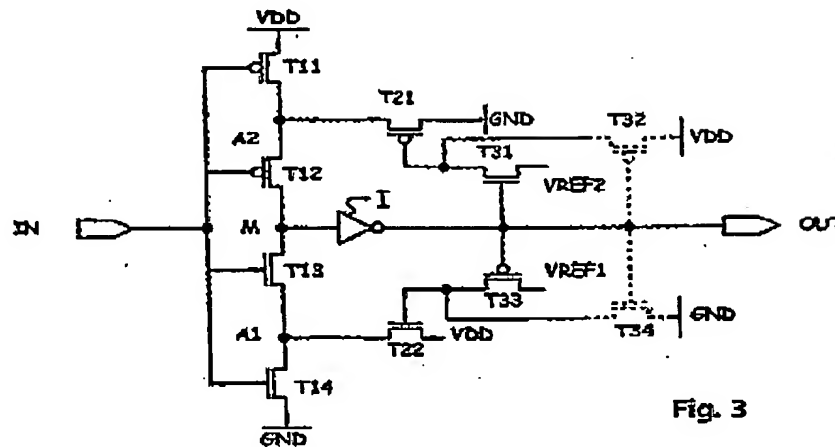 VDD
T11
T21
GND
T32
A2
T31
VDD
T12
VREF2
I
IN
M
OUT
T13
VREF1
T33
GND
A1
VDD
T22
T34
T14
Fig. 3
GND